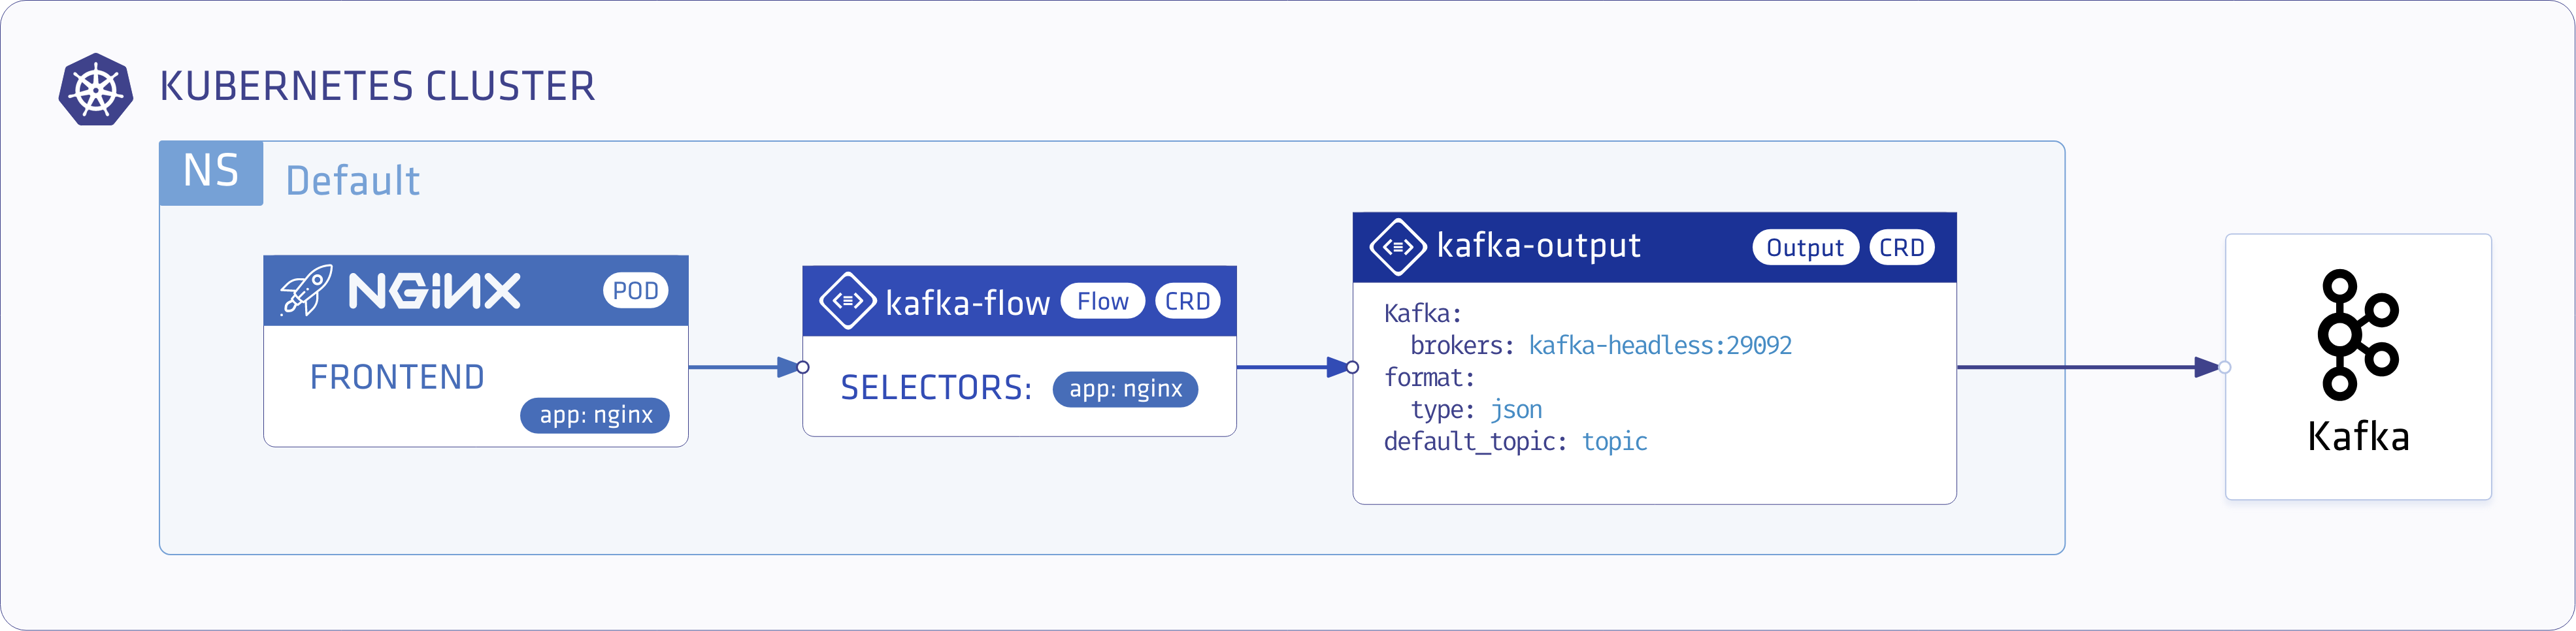 KUBERNETES CLUSTER
NS
Default
NGINX
POD
FRONTEND
app: nginx
kafka-flow
Flow
CRD
SELECTORS:
app: nginx
kafka-output
Output
CRD
Kafka:
brokers: kafka-headless:29092
format:
type: json
default_topic: topic
Kafka